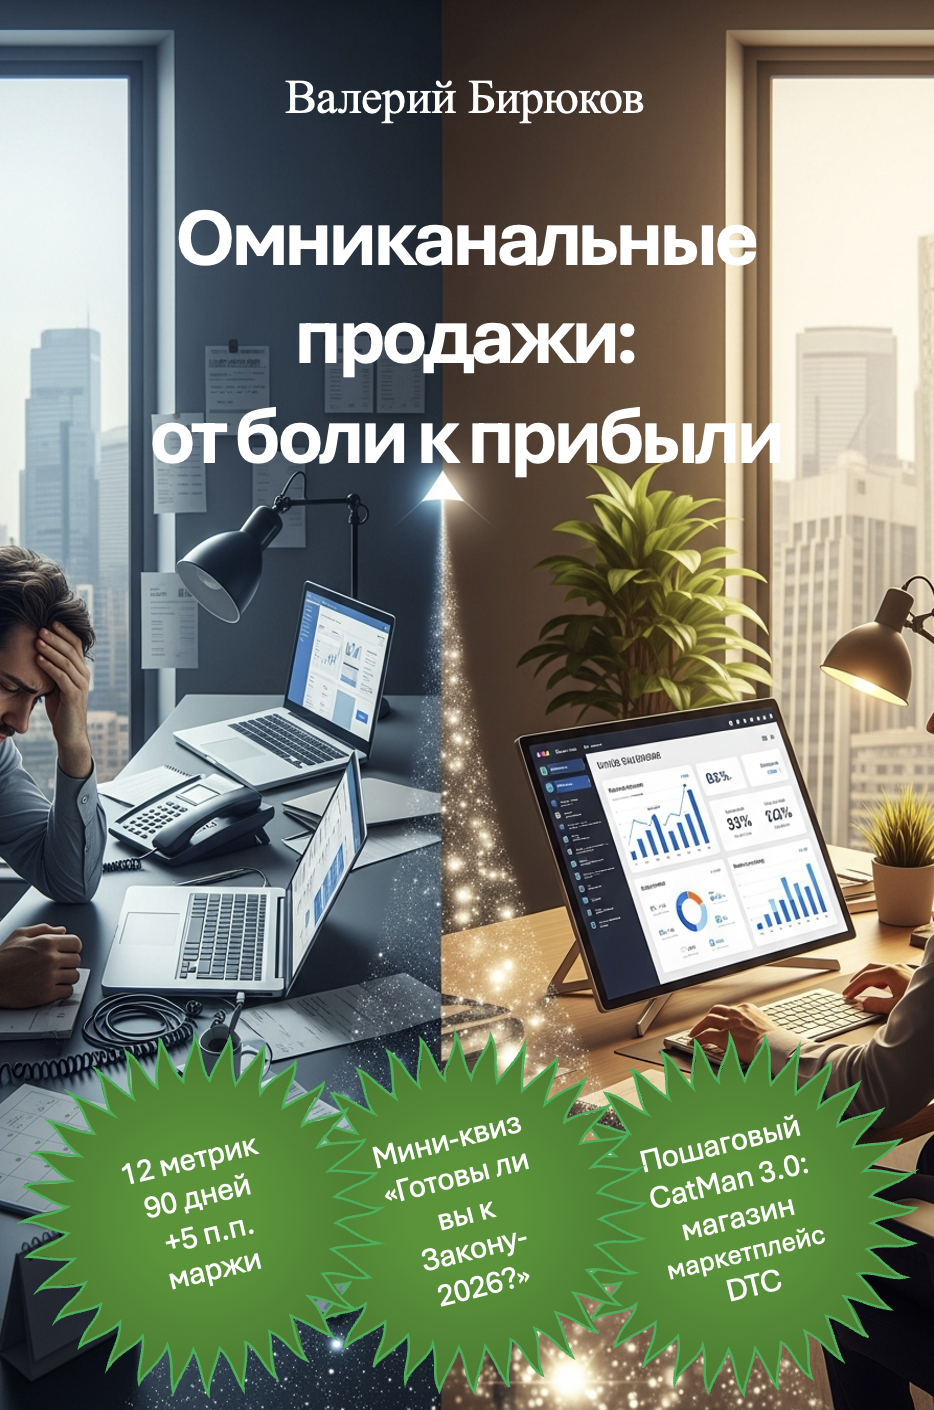 Валерий Бирюков
Омниканальные
продажи:
от боли к прибыли
33%
12 метрик
90 дней
+5 п.п.
маржи
Мини-квиз
«Готовы ли
вы к
Закону-
2026?»
Пошаговый
CatMan 3.0:
магазин
маркетплейс
DTC